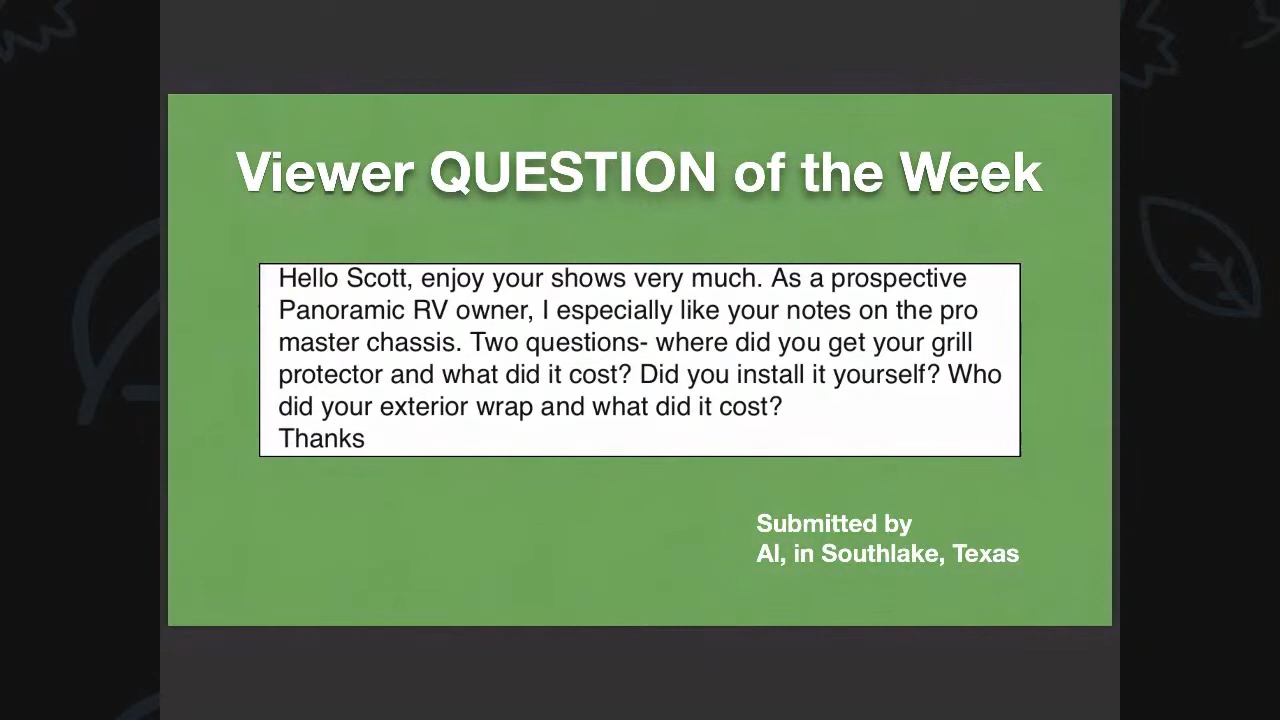 Viewer QUESTION of the Week
Hello Scott, enjoy your shows very much. As a prospective
Panoramic RV owner, I especially like your notes on the pro
master chassis. Two questions- where did you get your grill
protector and what did it cost? Did you install it yourself? Who
did your exterior wrap and what did it cost?
Thanks
Submitted by
Al, in Southlake, Texas